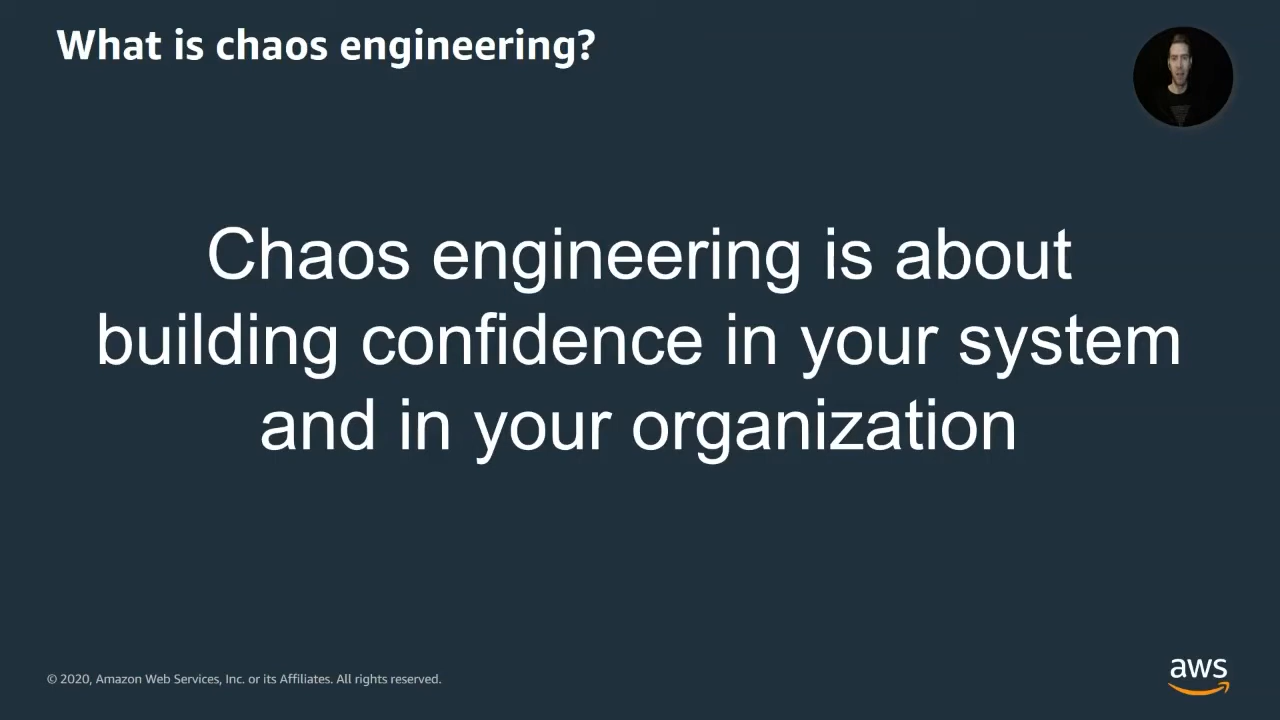 What is chaos engineering?
Chaos engineering is about
building confidence in your system
and in your organization
© 2020, Amazon Web Services, Inc. or its Affiliates. All rights reserved.
aws